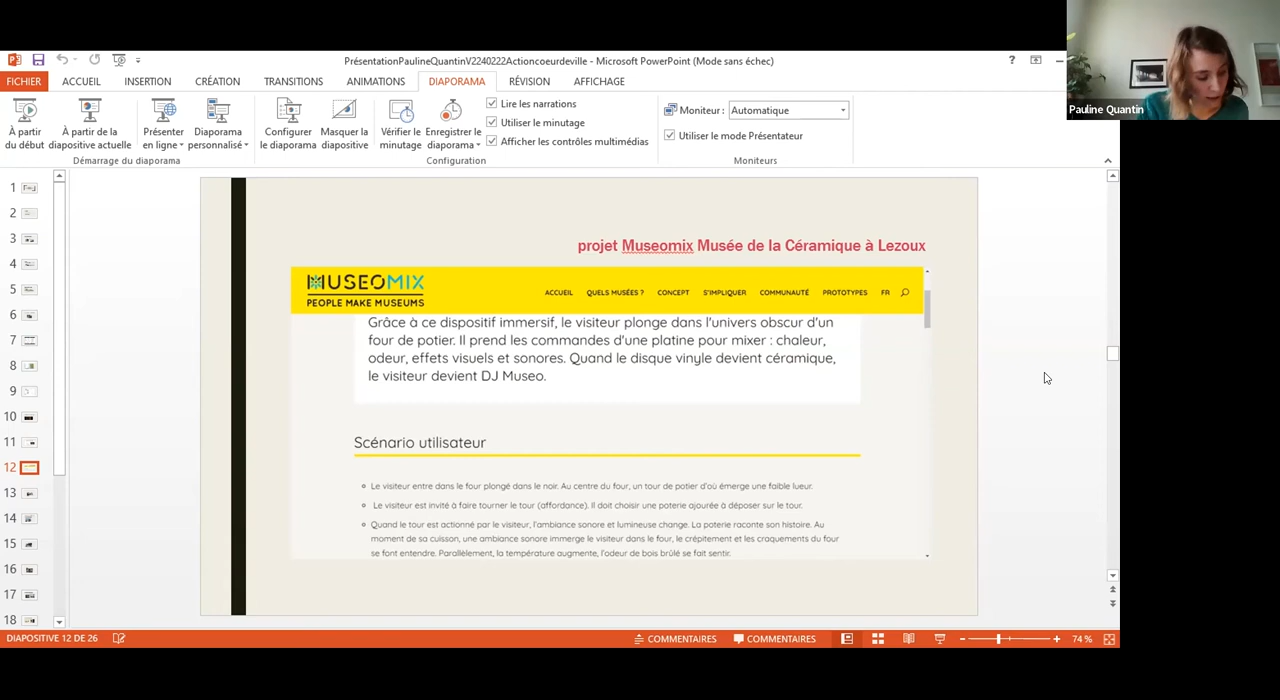 PrésentationPaulineQuantinV2240222Actioncoeurdeville - Microsoft PowerPoint (Mode sans échec)
?
FICHIER ACCUEIL INSERTION CRÉATION TRANSITIONS ANIMATIONS DIAPORAMA RÉVISION AFFICHAGE
À partir du début
À partir de la diapositive actuelle
Présenter en ligne
Diaporama personnalisé
Démarrage du diaporama
Configurer le diaporama
Masquer la diapositive
Vérifier le minutage
Enregistrer le diaporama
Lire les narrations
Utiliser le minutage
Afficher les contrôles multimédias
Configuration
Moniteur : Automatique
Utiliser le mode Présentateur
Moniteurs
Pauline Quantin
1
2
3
4
5
6
7
8
9
10
11
12
13
14
15
16
17
18
projet Museomix Musée de la Céramique à Lezoux
MUSEOMIX
PEOPLE MAKE MUSEUMS
ACCUEIL QUELS MUSÉES ? CONCEPT S'IMPLIQUER COMMUNAUTÉ PROTOTYPES FR
Grâce à ce dispositif immersif, le visiteur plonge dans l'univers obscur d'un
four de potier. Il prend les commandes d'une platine pour mixer : chaleur,
odeur, effets visuels et sonores. Quand le disque vinyle devient céramique,
le visiteur devient DJ Museo.
Scénario utilisateur
Le visiteur entre dans le four plongé dans le noir. Au centre du four, un tour de potier d'où émerge une faible lueur.
Le visiteur est invité à faire tourner le tour (affordance). Il doit choisir une poterie ajourée à déposer sur le tour.
Quand le tour est actionné par le visiteur, l'ambiance sonore et lumineuse change. La poterie raconte son histoire. Au
moment de sa cuisson, une ambiance sonore immerge le visiteur dans le four, le crépitement et les craquements du four
se font entendre. Parallèlement, la température augmente, l'odeur de bois brûlé se fait sentir.
DIAPOSITIVE 12 DE 26
COMMENTAIRES COMMENTAIRES 74 %